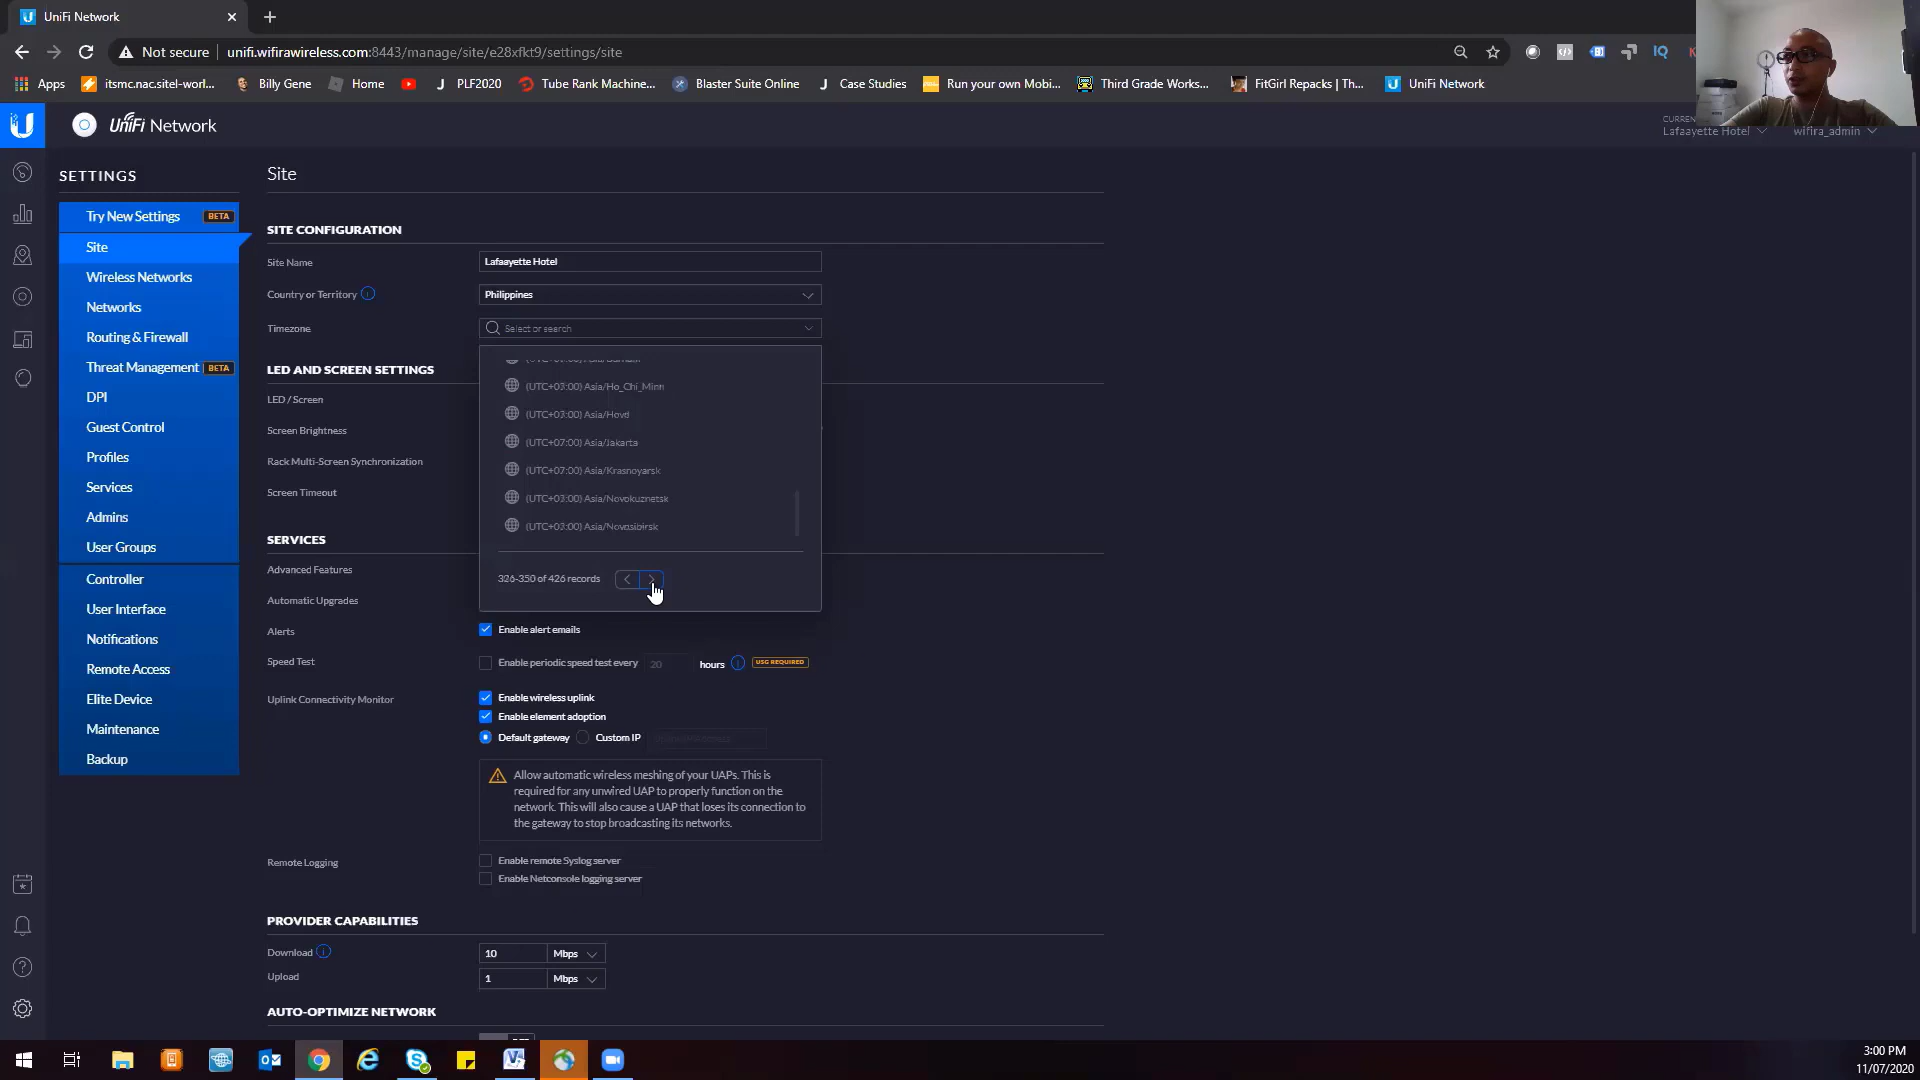 UniFi Network
Not secure
unifi.wifirawireless.com:8443/manage/site/e28xfkt9/settings/site
Apps
itsmc.nac.sitel-worl...
Billy Gene
Home
PLF2020
Tube Rank Machine...
Blaster Suite Online
Case Studies
Run your own Mobi...
Third Grade Works...
FitGirl Repacks | Th...
UniFi Network
UniFi Network
Lafaayette Hotel
wifira_admin
SETTINGS
Try New Settings BETA
Site
Wireless Networks
Networks
Routing & Firewall
Threat Management BETA
DPI
Guest Control
Profiles
Services
Admins
User Groups
Controller
User Interface
Notifications
Remote Access
Elite Device
Maintenance
Backup
Site
SITE CONFIGURATION
Site Name
Lafaayette Hotel
Country or Territory
Philippines
Timezone
Select or search
Asia/Ho_Chi_Minh
Asia/Hovd
(UTC+07:00) Asia/Jakarta
(UTC+07:00) Asia/Krasnoyarsk
Asia/Novokuznetsk
Asia/Novosibirsk
326-350 of 426 records
LED AND SCREEN SETTINGS
LED / Screen
Screen Brightness
Rack Multi-Screen Synchronization
Screen Timeout
SERVICES
Advanced Features
Automatic Upgrades
Alerts
Enable alert emails
Speed Test
Enable periodic speed test every 20 hours USG REQUIRED
Uplink Connectivity Monitor
Enable wireless uplink
Enable element adoption
Default gateway
Custom IP
Allow automatic wireless meshing of your UAPs. This is
required for any unwired UAP to properly function on the
network. This will also cause a UAP that loses its connection to
the gateway to stop broadcasting its networks.
Remote Logging
Enable remote Syslog server
Enable Netconsole logging server
PROVIDER CAPABILITIES
Download
10 Mbps
Upload
1 Mbps
AUTO-OPTIMIZE NETWORK
3:00 PM
11/07/2020